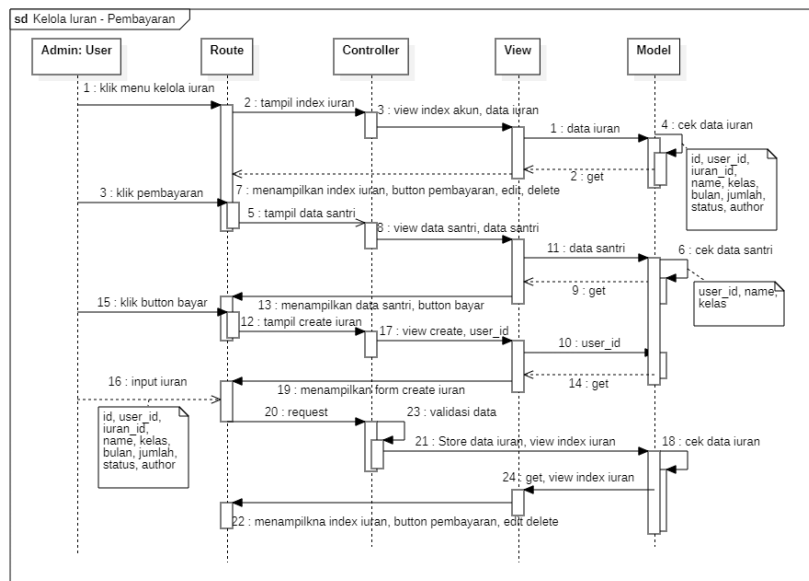 sd Kelola Iuran - Pembayaran
Admin: User
Route
Controller
View
Model
1 : klik menu kelola iuran
2 : tampil index iuran
3 : view index akun, data iuran
1 : data iuran
4 : cek data iuran
id, user_id,
iuran_id,
name, kelas,
bulan, jumlah,
status, author
2 : get
7 : menampilkan index iuran, button pembayaran, edit, delete
3 : klik pembayaran
5 : tampil data santri
8 : view data santri, data santri
11 : data santri
6 : cek data santri
user_id, name,
kelas
9 : get
13 : menampilkan data santri, button bayar
15 : klik button bayar
12 : tampil create iuran
17 : view create, user_id
10 : user_id
14 : get
16 : input iuran
19 : menampilkan form create iuran
id, user_id,
iuran_id,
name, kelas,
bulan, jumlah,
status, author
20 : request
23 : validasi data
21 : Store data iuran, view index iuran
18 : cek data iuran
24 : get, view index iuran
22 : menampilkna index iuran, button pembayaran, edit delete